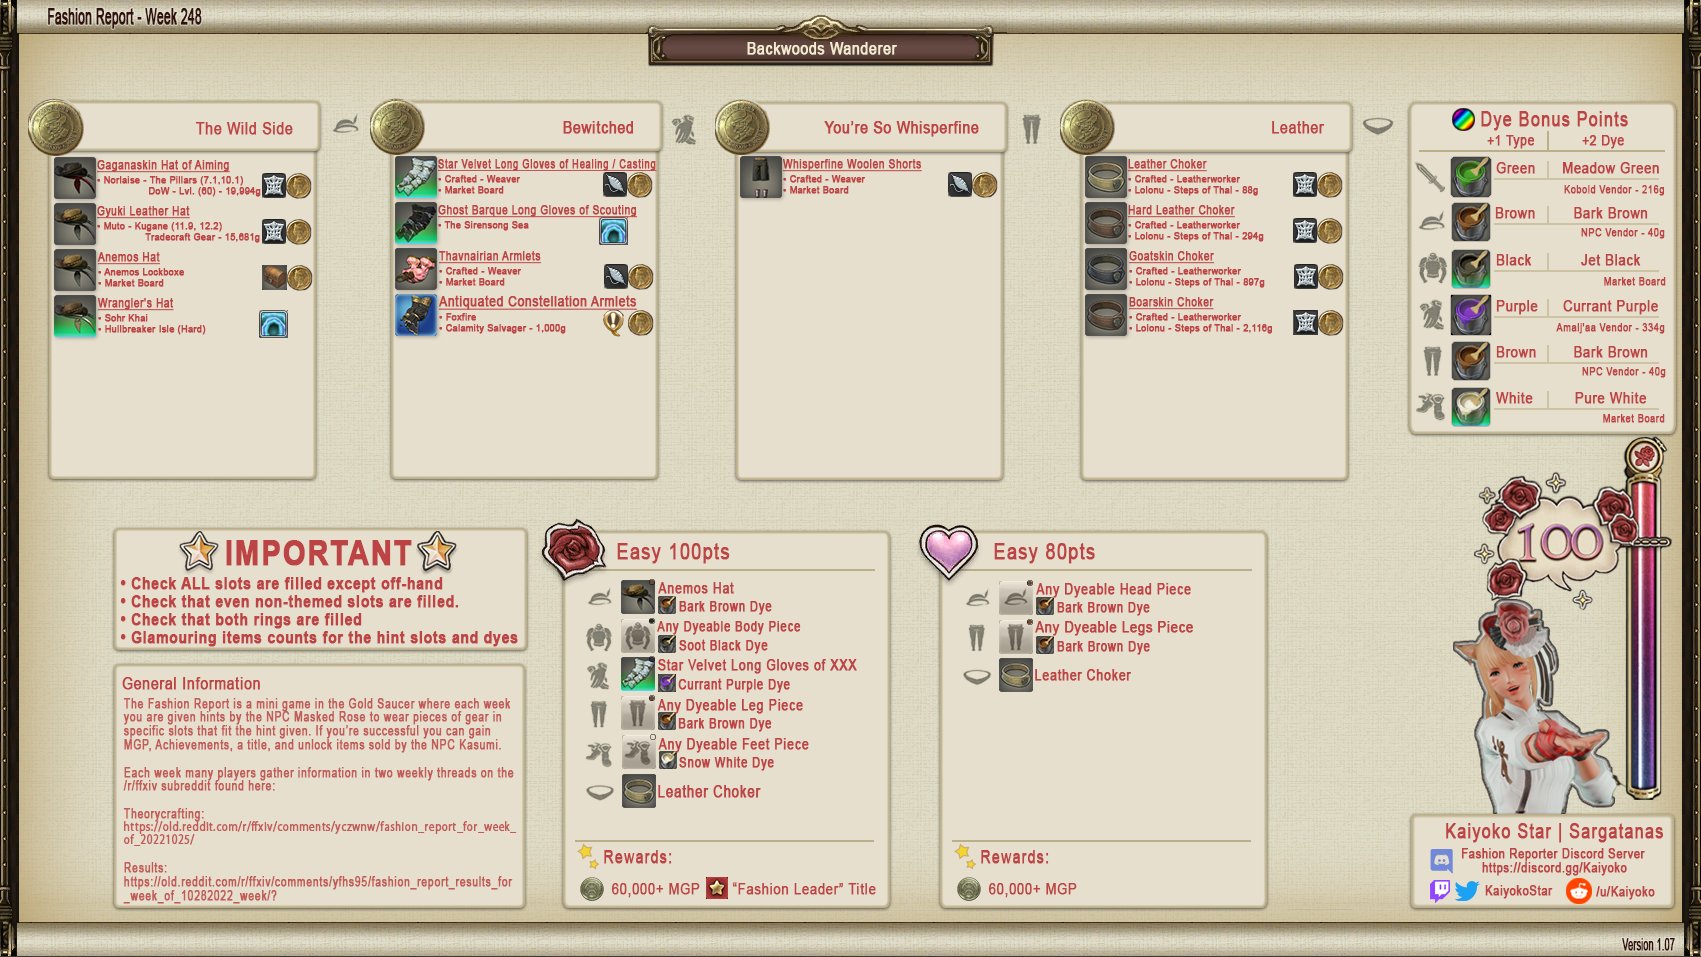 Fashion Report - Week 248
Backwoods Wanderer
The Wild Side
Gaganaskin Hat of Aiming
• Norlaise - The Pillars (7.1,10.1)
DoW - Lvl. (60) - 19,994g
Gyuki Leather Hat
• Muto - Kugane (11.9, 12.2)
Tradecraft Gear - 15,681g
Anemos Hat
• Anemos Lockboxe
• Market Board
Wrangler's Hat
• Sohr Khai
• Hullbreaker Isle (Hard)
Bewitched
Star Velvet Long Gloves of Healing / Casting
• Crafted - Weaver
• Market Board
Ghost Barque Long Gloves of Scouting
• The Sirensong Sea
Thavnairian Armlets
• Crafted - Weaver
• Market Board
Antiquated Constellation Armlets
• Foxfire
• Calamity Salvager - 1,000g
You're So Whisperfine
Whisperfine Woolen Shorts
• Crafted - Weaver
• Market Board
Leather
Leather Choker
• Crafted - Leatherworker
• Lolonu - Steps of Thal - 88g
Hard Leather Choker
• Crafted - Leatherworker
• Lolonu - Steps of Thal - 294g
Goatskin Choker
• Crafted - Leatherworker
• Lolonu - Steps of Thal - 897g
Boarskin Choker
• Crafted - Leatherworker
• Lolonu - Steps of Thal - 2,116g
Dye Bonus Points
+1 Type +2 Dye
Green Meadow Green
Kobold Vendor - 216g
Brown Bark Brown
NPC Vendor - 40g
Black Jet Black
Market Board
Purple Currant Purple
Amalj'aa Vendor - 334g
Brown Bark Brown
NPC Vendor - 40g
White Pure White
Market Board
IMPORTANT
• Check ALL slots are filled except off-hand
• Check that even non-themed slots are filled.
• Check that both rings are filled
• Glamouring items counts for the hint slots and dyes
General Information
The Fashion Report is a mini game in the Gold Saucer where each week
you are given hints by the NPC Masked Rose to wear pieces of gear in
specific slots that fit the hint given. If you're successful you can gain
MGP, Achievements, a title, and unlock items sold by the NPC Kasumi.
Each week many players gather information in two weekly threads on the
/r/ffxiv subreddit found here:
Theorycrafting:
https://old.reddit.com/r/ffxiv/comments/yczwnw/fashion_report_for_week_
of_20221025/
Results:
https://old.reddit.com/r/ffxiv/comments/yfhs95/fashion_report_results_for
_week_of_10282022_week/?
Easy 100pts
Anemos Hat
Bark Brown Dye
Any Dyeable Body Piece
Soot Black Dye
Star Velvet Long Gloves of XXX
Currant Purple Dye
Any Dyeable Leg Piece
Bark Brown Dye
Any Dyeable Feet Piece
Snow White Dye
Leather Choker
Rewards:
60,000+ MGP "Fashion Leader" Title
Easy 80pts
Any Dyeable Head Piece
Bark Brown Dye
Any Dyeable Legs Piece
Bark Brown Dye
Leather Choker
Rewards:
60,000+ MGP
100
Kaiyoko Star | Sargatanas
Fashion Reporter Discord Server
https://discord.gg/Kaiyoko
KaiyokoStar /u/Kaiyoko
Version 1.07